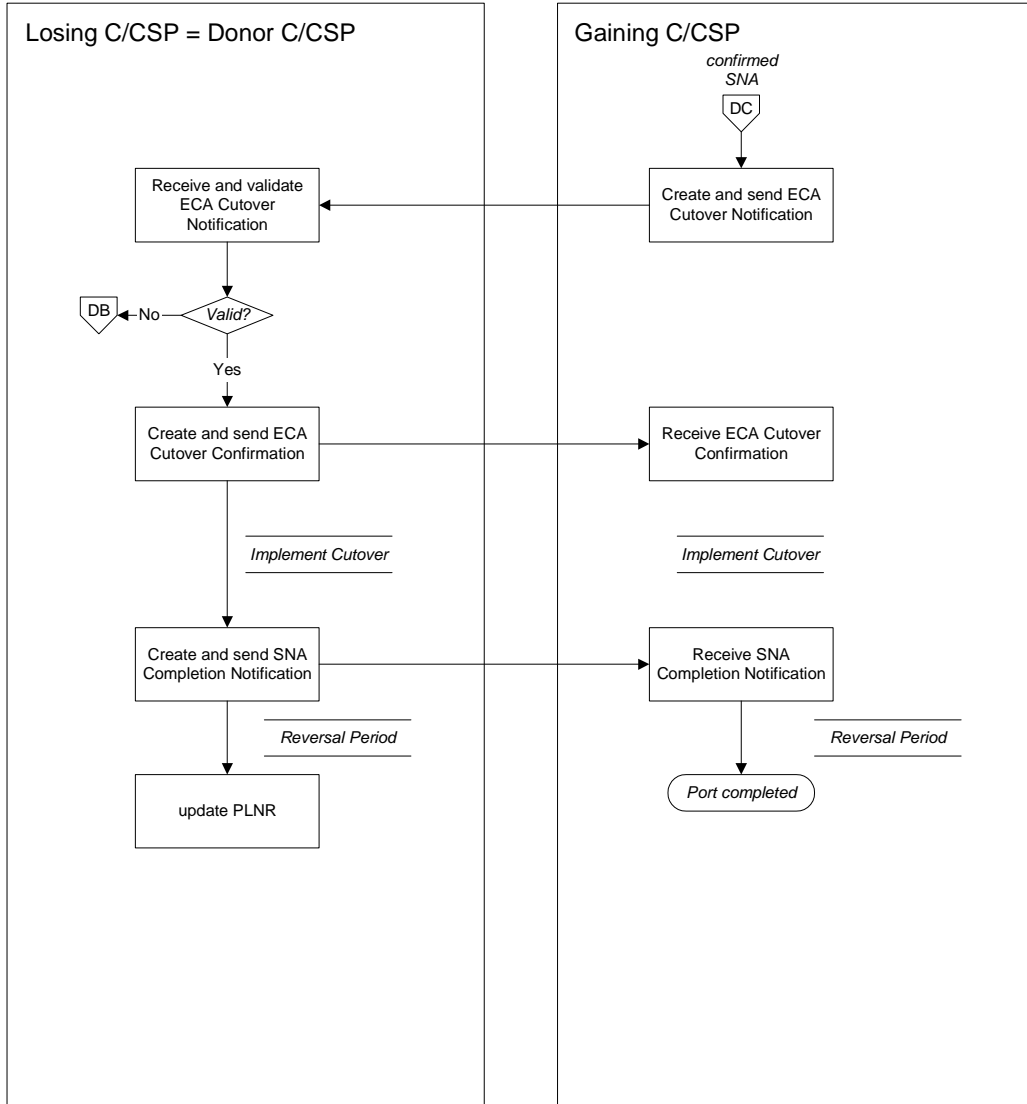 Losing C/CSP = Donor C/CSP
Gaining C/CSP
confirmed
SNA
DC
Receive and validate
ECA Cutover
Notification
Create and send ECA
Cutover Notification
DB
No
Valid?
Yes
Create and send ECA
Cutover Confirmation
Receive ECA Cutover
Confirmation
Implement Cutover
Implement Cutover
Create and send SNA
Completion Notification
Receive SNA
Completion Notification
Reversal Period
Reversal Period
update PLNR
Port completed